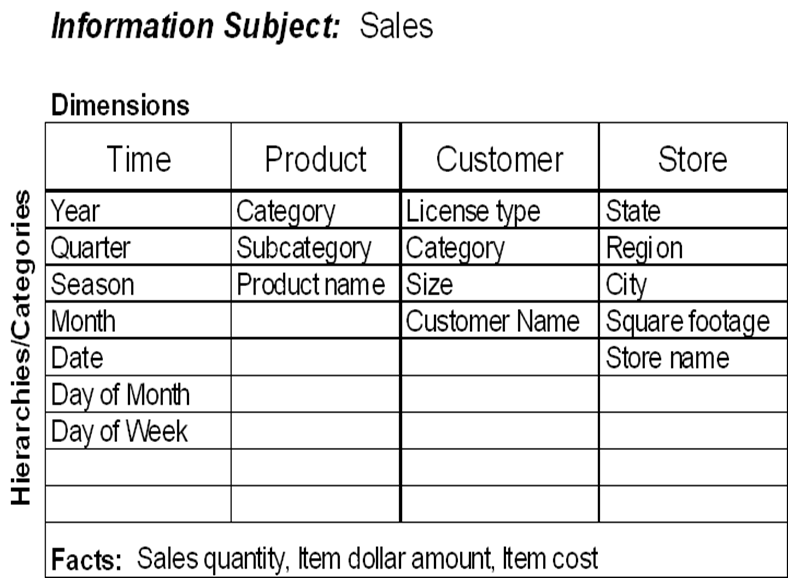 Information Subject: Sales
Dimensions
Hierarchies/Categories
Time Product Customer Store
Year Category License type State
Quarter Subcategory Category Region
Season Product name Size City
Month Customer Name Square footage
Date Store name
Day of Month
Day of Week
Facts: Sales quantity, Item dollar amount, Item cost